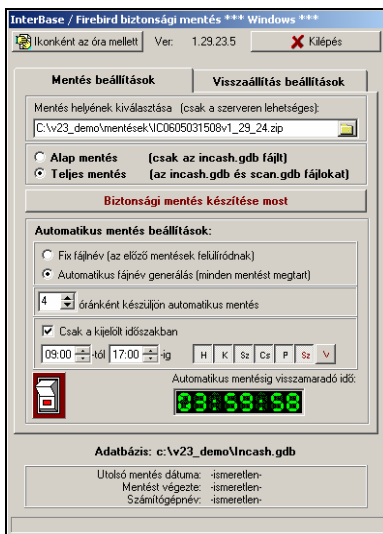 InterBase / Firebird biztonsági mentés *** Windows ***
Ikonként az óra mellett Ver: 1.29.23.5 Kilépés
Mentés beállítások Visszaállítás beállítások
Mentés helyének kiválasztása (csak a szerveren lehetséges):
C:\v23_demo\mentések\IC0605031508v1_29_24.zip
Alap mentés (csak az incash.gdb fájlt)
Teljes mentés (az incash.gdb és scan.gdb fájlokat)
Biztonsági mentés készítése most
Automatikus mentés beállítások:
Fix fájlnév (az előző mentések felülíródnak)
Automatikus fájnév generálás (minden mentést megtart)
4 óránként készüljön automatikus mentés
Csak a kijelölt időszakban
09:00 -tól 17:00 -ig H K Sz Cs P Sz V
Automatikus mentésig visszamaradó idő:
03:59:58
Adatbázis: c:\v23_demo\Incash.gdb
Utolsó mentés dátuma: -ismeretlen-
Mentést végezte: -ismeretlen-
Számítógépnév: -ismeretlen-